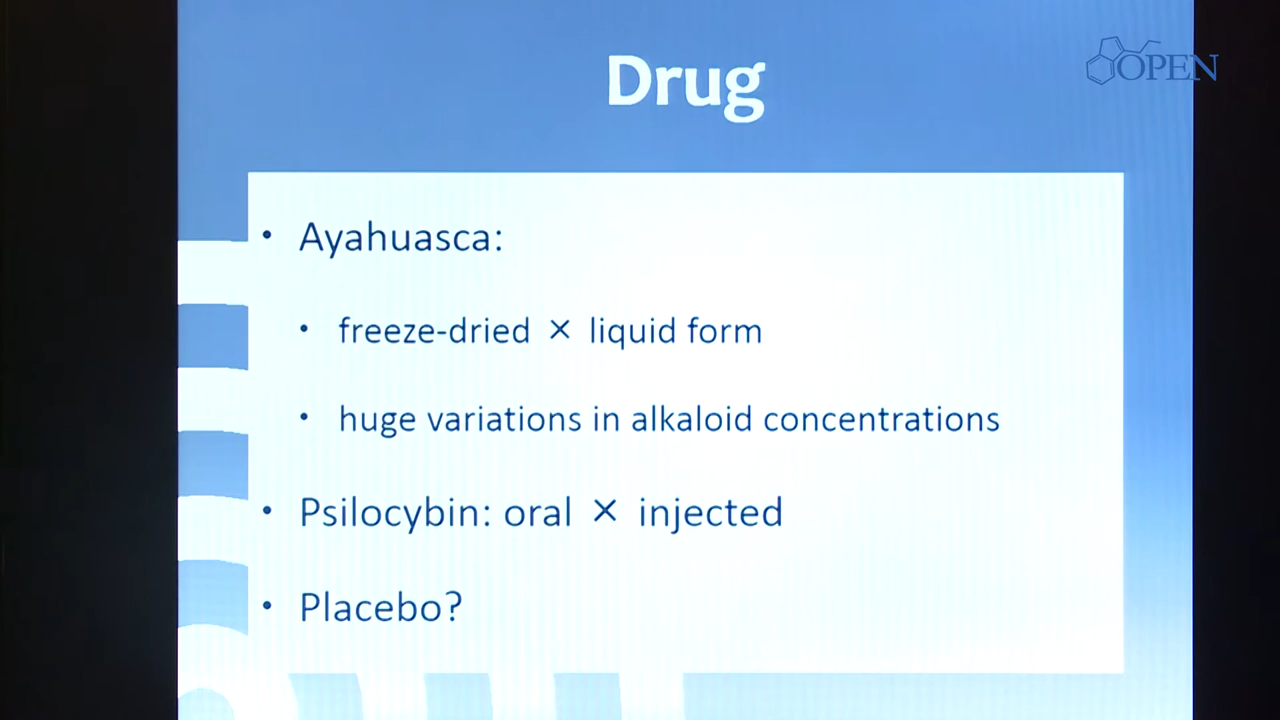 Drug
OPEN
• Ayahuasca:
• freeze-dried × liquid form
• huge variations in alkaloid concentrations
• Psilocybin: oral × injected
• Placebo?